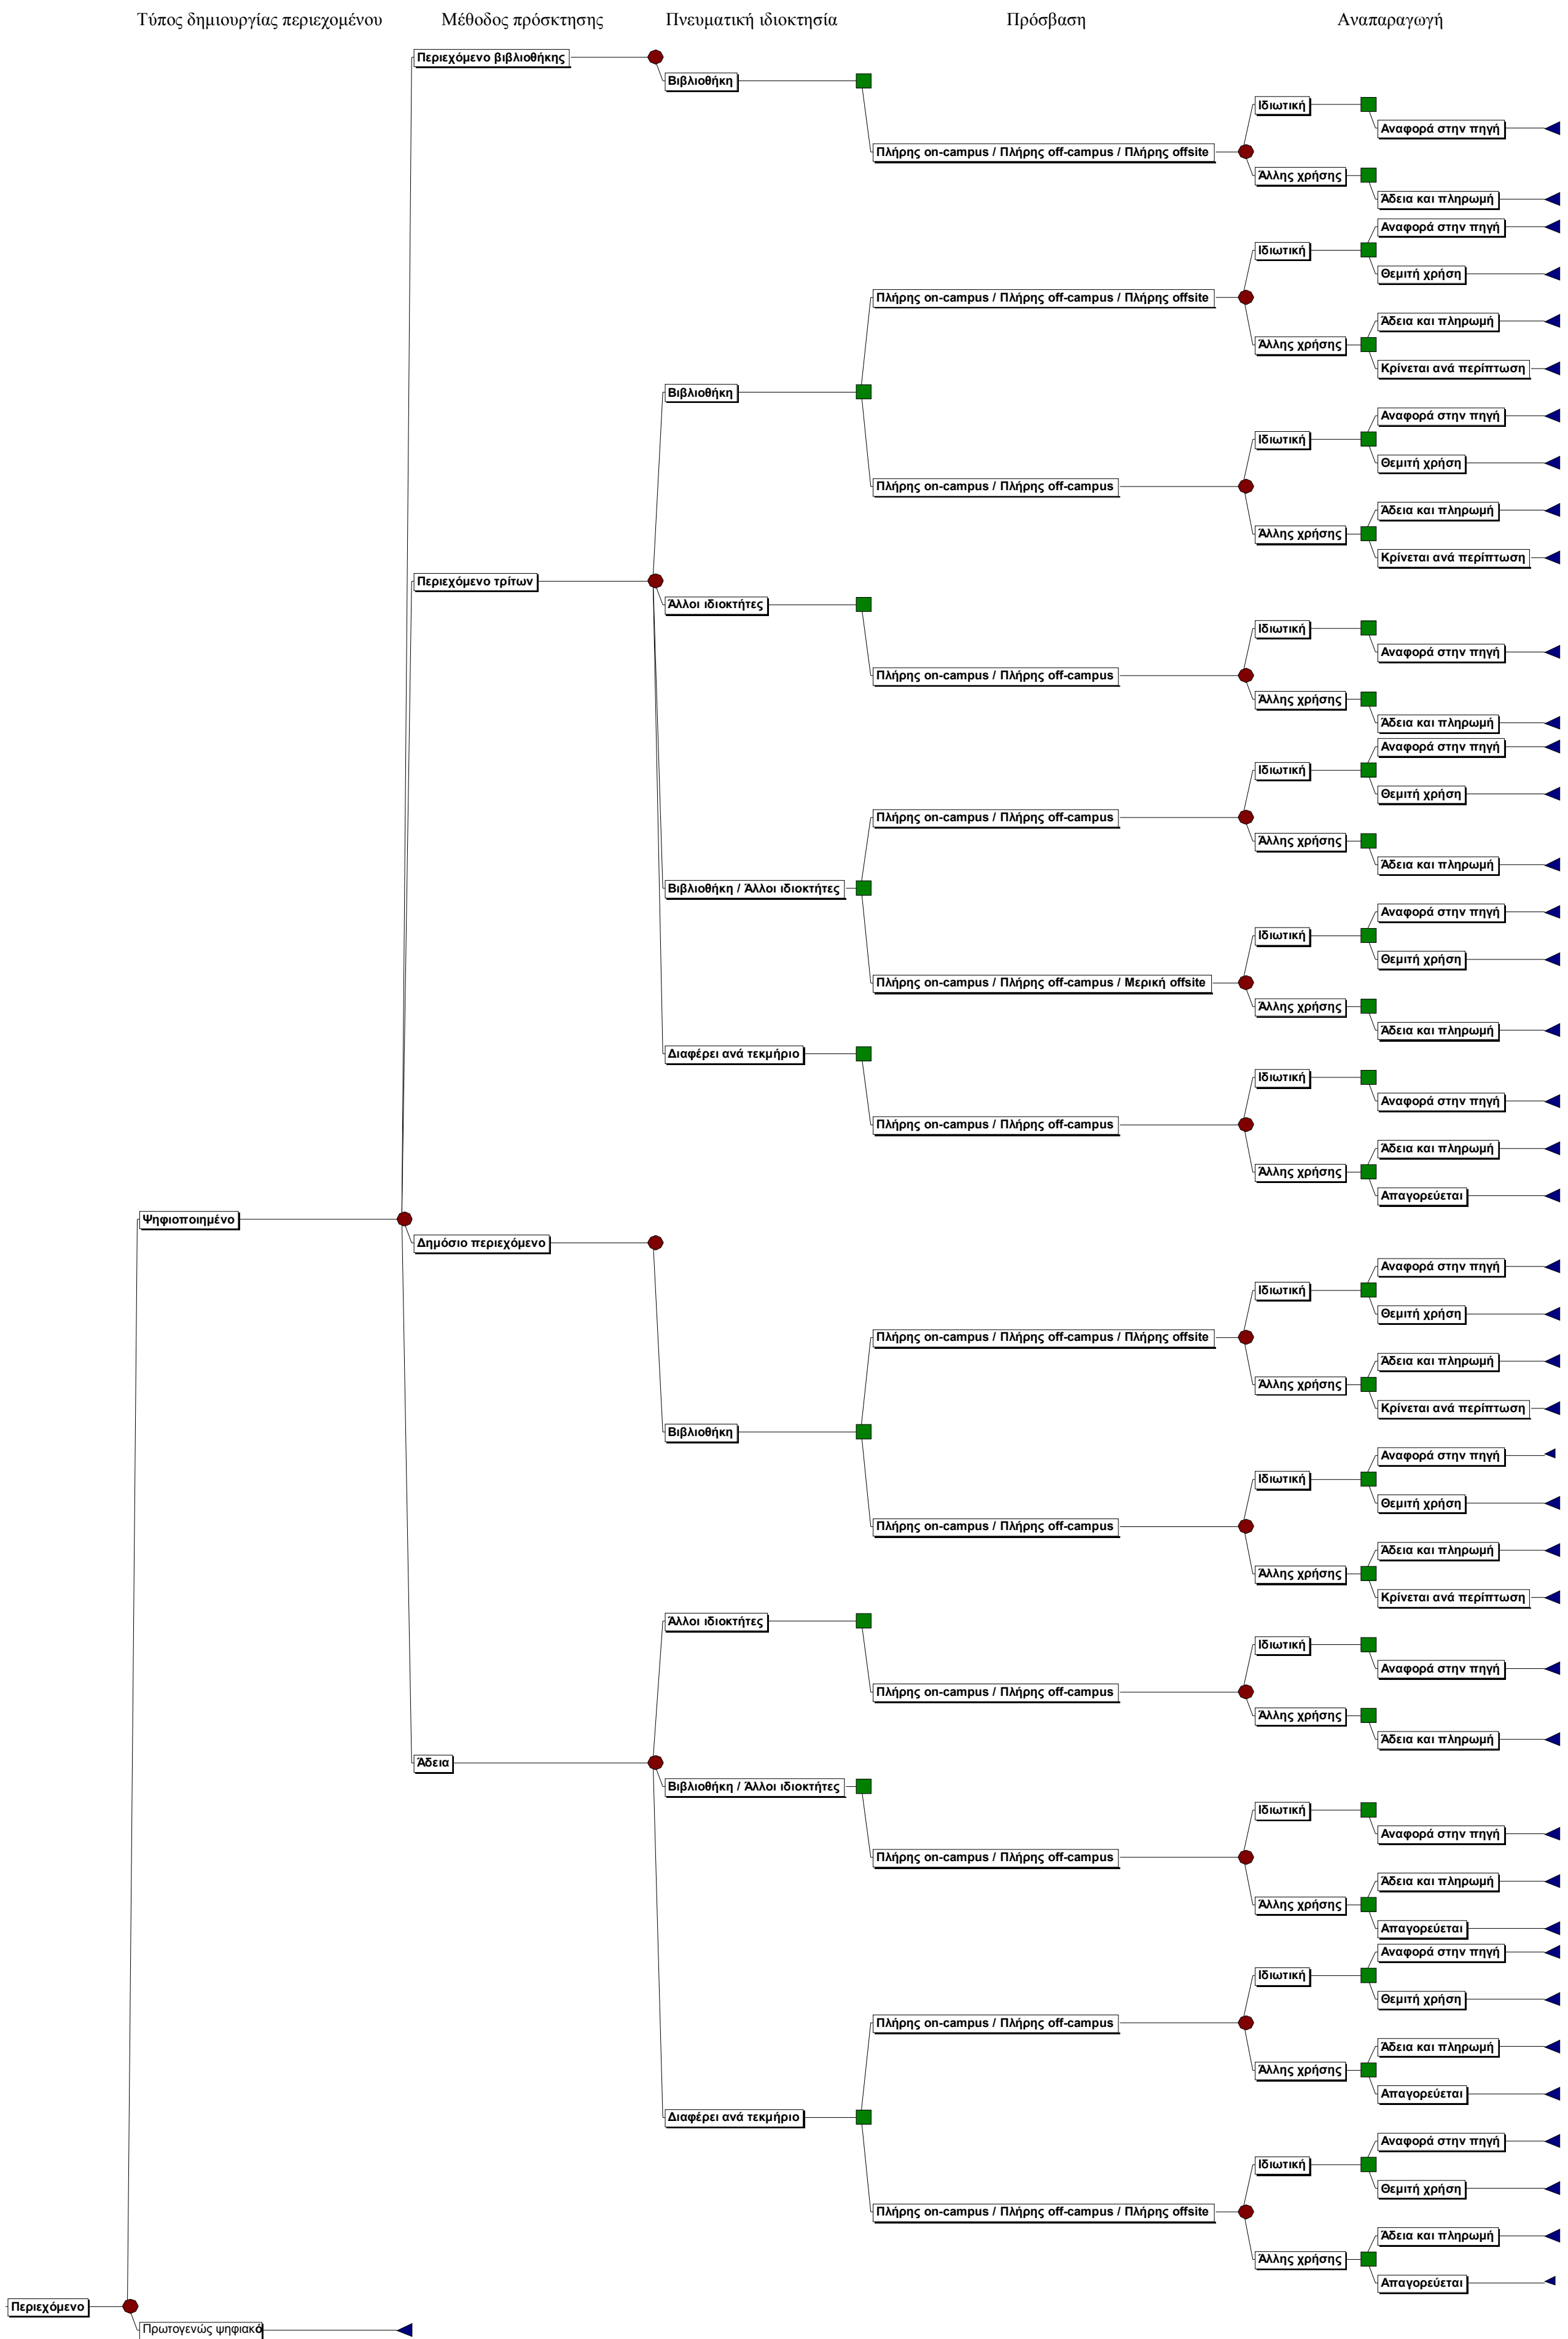 Τύπος δημιουργίας περιεχομένου Μέθοδος πρόσκτησης Πνευματική ιδιοκτησία Πρόσβαση Αναπαραγωγή
Περιεχόμενο βιβλιοθήκης
Βιβλιοθήκη
Ιδιωτική
Αναφορά στην πηγή
Πλήρης on-campus / Πλήρης off-campus / Πλήρης offsite
Άλλης χρήσης
Άδεια και πληρωμή
Αναφορά στην πηγή
Ιδιωτική
Θεμιτή χρήση
Πλήρης on-campus / Πλήρης off-campus / Πλήρης offsite
Άδεια και πληρωμή
Άλλης χρήσης
Κρίνεται ανά περίπτωση
Βιβλιοθήκη
Αναφορά στην πηγή
Ιδιωτική
Θεμιτή χρήση
Πλήρης on-campus / Πλήρης off-campus
Άδεια και πληρωμή
Άλλης χρήσης
Κρίνεται ανά περίπτωση
Περιεχόμενο τρίτων
Άλλοι ιδιοκτήτες
Ιδιωτική
Αναφορά στην πηγή
Πλήρης on-campus / Πλήρης off-campus
Άλλης χρήσης
Άδεια και πληρωμή
Αναφορά στην πηγή
Ιδιωτική
Θεμιτή χρήση
Πλήρης on-campus / Πλήρης off-campus
Άλλης χρήσης
Άδεια και πληρωμή
Βιβλιοθήκη / Άλλοι ιδιοκτήτες
Αναφορά στην πηγή
Ιδιωτική
Θεμιτή χρήση
Πλήρης on-campus / Πλήρης off-campus / Μερική offsite
Άλλης χρήσης
Άδεια και πληρωμή
Διαφέρει ανά τεκμήριο
Ιδιωτική
Αναφορά στην πηγή
Πλήρης on-campus / Πλήρης off-campus
Άδεια και πληρωμή
Άλλης χρήσης
Απαγορεύεται
Ψηφιοποιημένο
Δημόσιο περιεχόμενο
Αναφορά στην πηγή
Ιδιωτική
Θεμιτή χρήση
Πλήρης on-campus / Πλήρης off-campus / Πλήρης offsite
Άδεια και πληρωμή
Άλλης χρήσης
Κρίνεται ανά περίπτωση
Βιβλιοθήκη
Αναφορά στην πηγή
Ιδιωτική
Θεμιτή χρήση
Πλήρης on-campus / Πλήρης off-campus
Άδεια και πληρωμή
Άλλης χρήσης
Κρίνεται ανά περίπτωση
Άλλοι ιδιοκτήτες
Ιδιωτική
Αναφορά στην πηγή
Πλήρης on-campus / Πλήρης off-campus
Άλλης χρήσης
Άδεια και πληρωμή
Άδεια
Βιβλιοθήκη / Άλλοι ιδιοκτήτες
Ιδιωτική
Αναφορά στην πηγή
Πλήρης on-campus / Πλήρης off-campus
Άδεια και πληρωμή
Άλλης χρήσης
Απαγορεύεται
Αναφορά στην πηγή
Ιδιωτική
Θεμιτή χρήση
Πλήρης on-campus / Πλήρης off-campus
Άδεια και πληρωμή
Άλλης χρήσης
Απαγορεύεται
Διαφέρει ανά τεκμήριο
Αναφορά στην πηγή
Ιδιωτική
Θεμιτή χρήση
Πλήρης on-campus / Πλήρης off-campus / Πλήρης offsite
Άδεια και πληρωμή
Άλλης χρήσης
Απαγορεύεται
Περιεχόμενο
Πρωτογενώς ψηφιακό